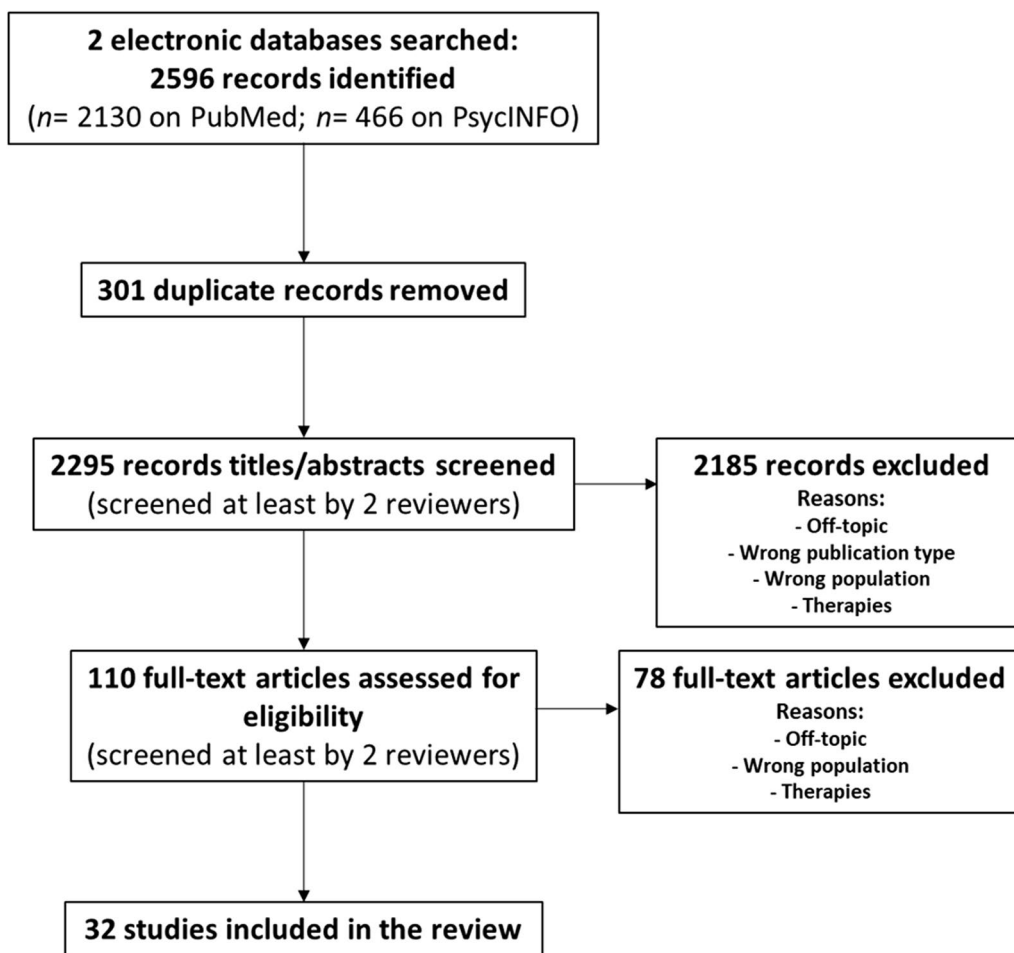 2 electronic databases searched:
2596 records identified
(n= 2130 on PubMed; n= 466 on PsycINFO)
301 duplicate records removed
2295 records titles/abstracts screened
(screened at least by 2 reviewers)
2185 records excluded
Reasons:
- Off-topic
- Wrong publication type
- Wrong population
- Therapies
110 full-text articles assessed for
eligibility
(screened at least by 2 reviewers)
78 full-text articles excluded
Reasons:
- Off-topic
- Wrong population
- Therapies
32 studies included in the review